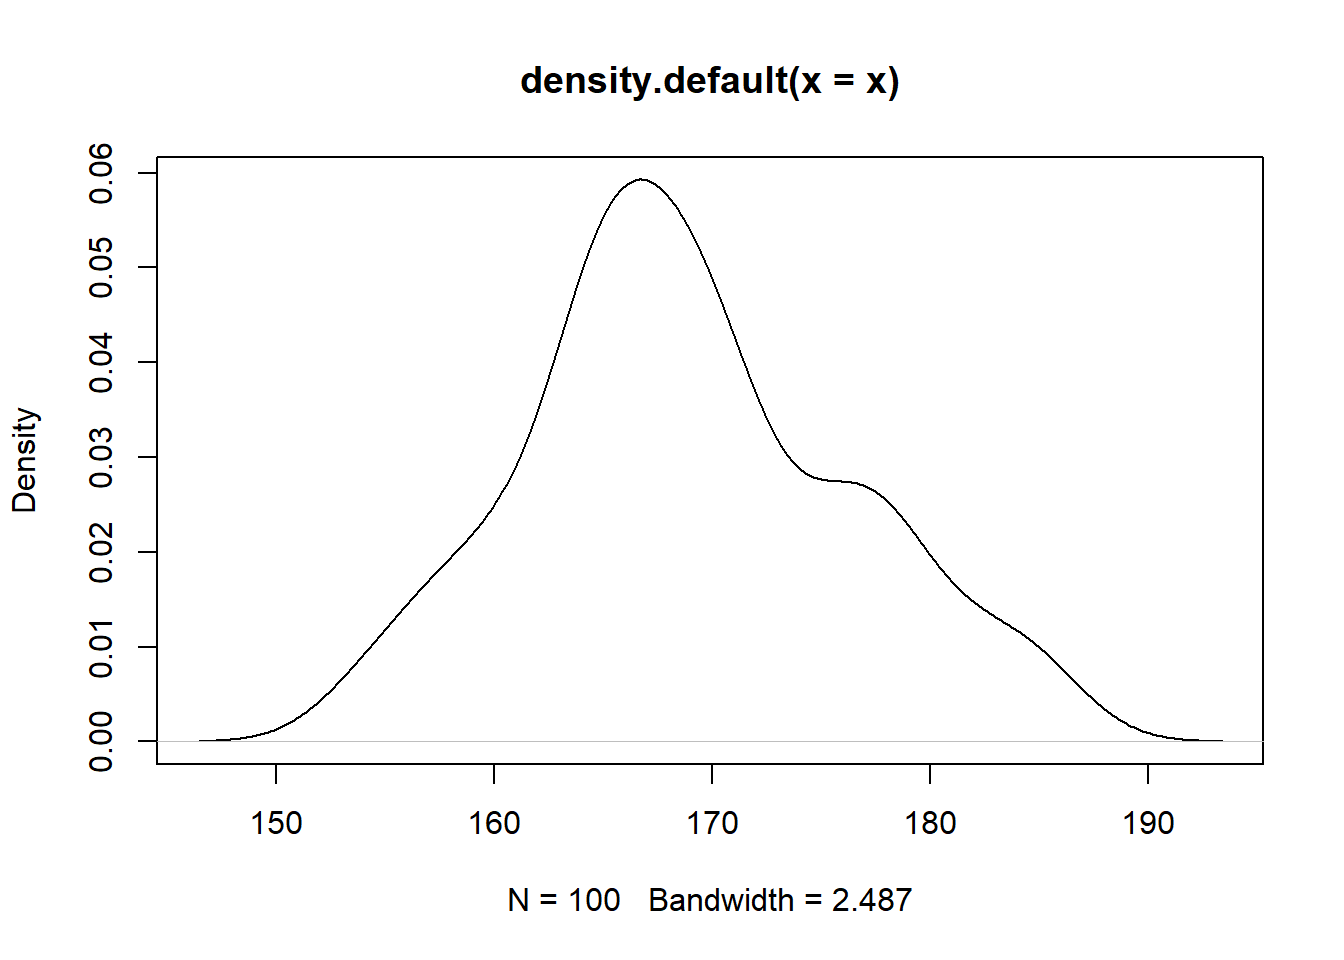 density.default(x = x)
Density
0.06
0.05
0.04
0.03
0.02
0.01
0.00
150 160 170 180 190
N = 100   Bandwidth = 2.487